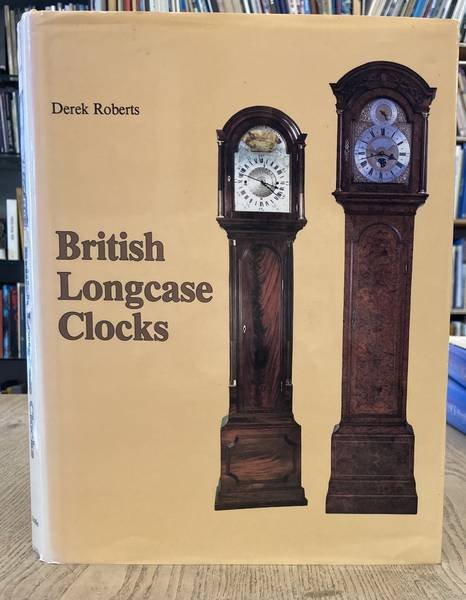 Derek Roberts
British
Longcase
Clocks